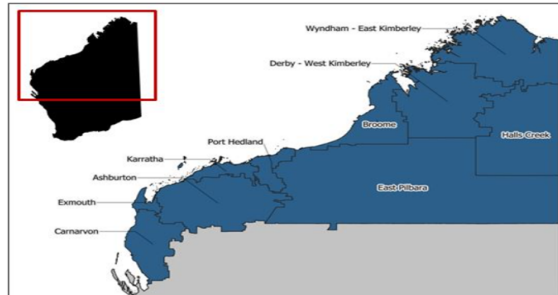 Wyndham - East Kimberley
Derby - West Kimberley
Broome
Halls Creek
Port Hedland
Karratha
Ashburton
East Pilbara
Exmouth
Carnarvon